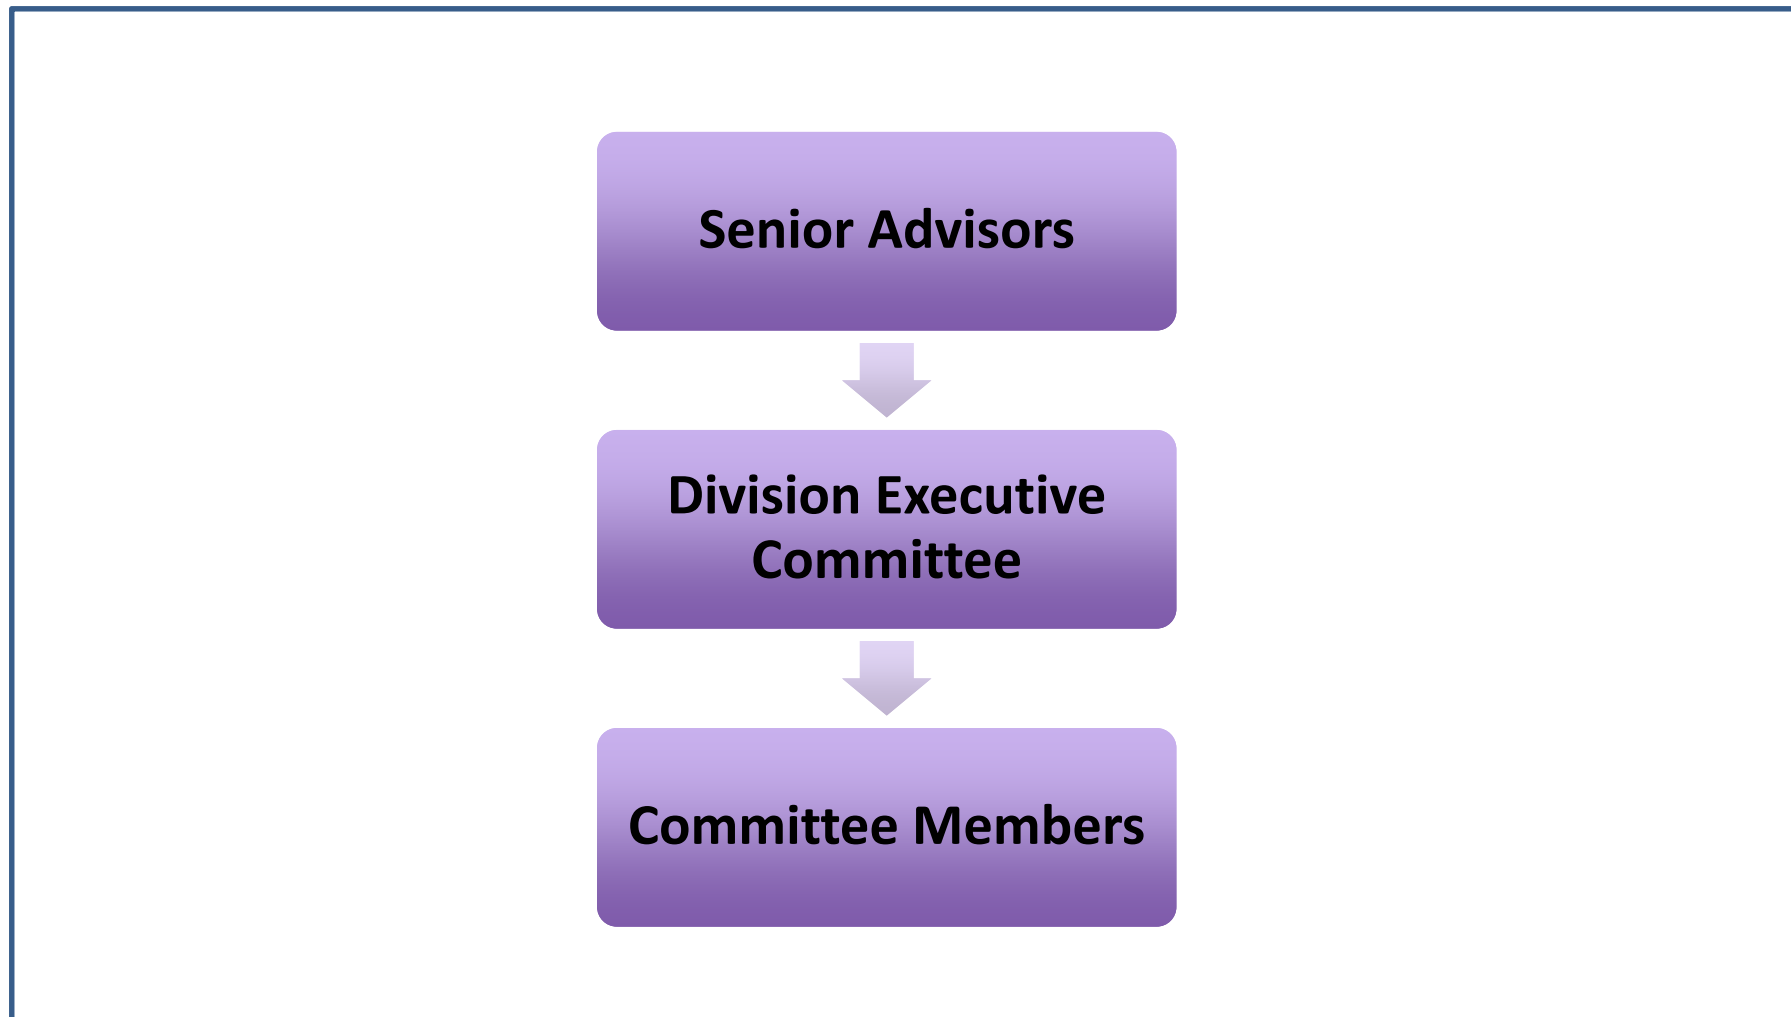 Senior Advisors
Division Executive
Committee
Committee Members